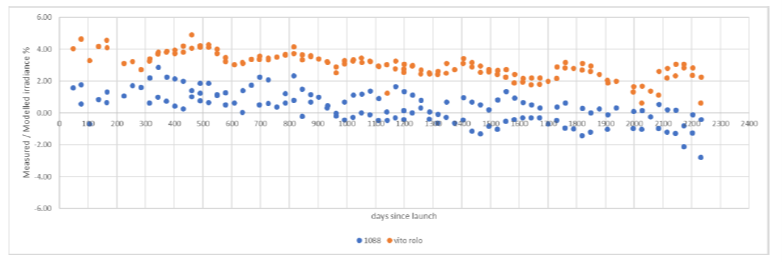 6.00
4.00
2.00
0.00
-2.00
-4.00
-6.00
Measured / Modelled Irradiance %
0 100 200 300 400 500 600 700 800 900 1000 1100 1200 1300 1400 1500 1600 1700 1800 1900 2000 2100 2200 2300 2400
days since launch
1088 vito rolo